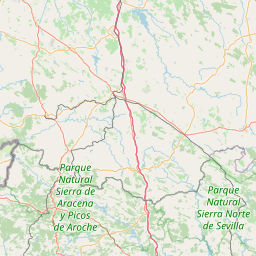 Parque
Natural
Sierra de
Aracena
y Picos
de Aroche
Parque
Natural
Sierra Norte
de Sevilla